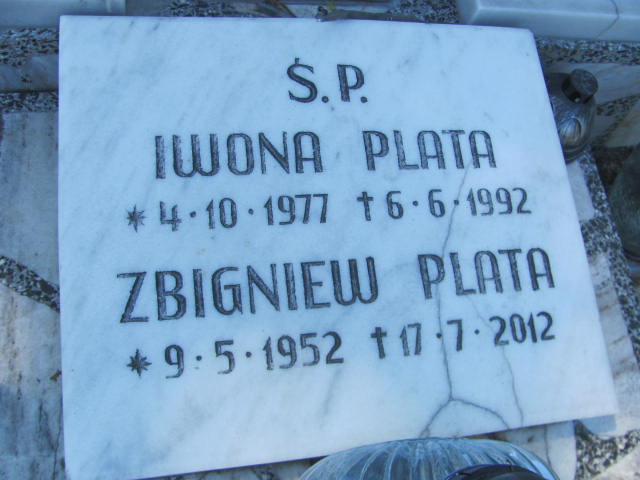 Ś.P.
IWONA PLATA
* 4·10·1977 † 6·6·1992
ZBIGNIEW PLATA
* 9·5·1952 † 17·7·2012